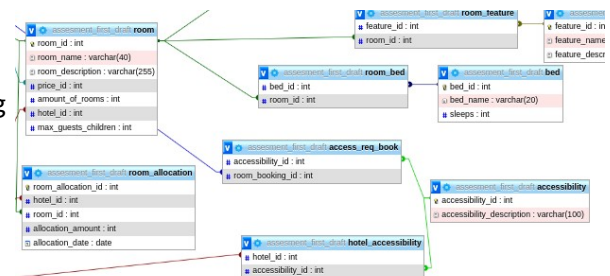 assesment_first_draft room
room_id : int
room_name : varchar(40)
room_description : varchar(255)
price_id : int
amount_of_rooms : int
hotel_id : int
max_guests_children : int
assesment_first_draft room_feature
feature_id : int
room_id : int
feature_id : in
feature_name
feature_descr
assesment_first_draft room_bed
bed_id : int
room_id : int
assesment_first_draft bed
bed_id : int
bed_name : varchar(20)
sleeps : int
g
assesment_first_draft access_req_book
accessibility_id : int
room_booking_id : int
assesment_first_draft room_allocation
room_allocation_id : int
hotel_id : int
room_id : int
allocation_amount : int
allocation_date : date
assesment_first_draft accessibility
accessibility_id : int
accessibility_description : varchar(100)
assesment_first_draft hotel_accessibility
hotel_id : int
accessibility_id : int